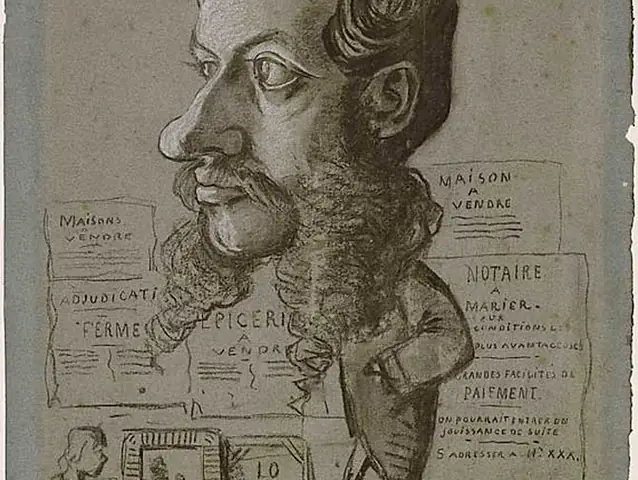 MAISONS
VENDRE
ADJUDICATI
FERME
EPICERI
A
VENDRE
MAISON
A
VENDRE
NOTAIRE
A
MARIER.
CONDITIONS
PLUS AVANTAGEUSES
GRANDES FACILITÉS DE
PAIEMENT.
ON POURRAIT ENTRER EN
JOUISSANCE DE SUITE
S'ADRESSER A Me XXX.
LO